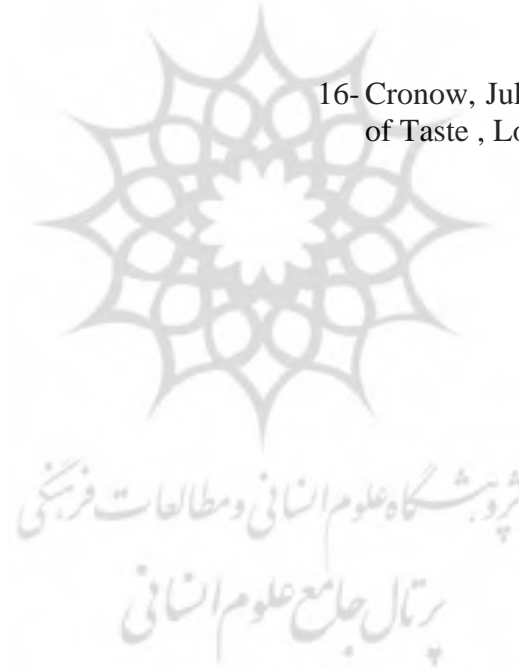 16- Cronow, Jul
of Taste , Lo
پژوهشگاه علوم انسانی و مطالعات فرهنگی
پرتال جامع علوم انسانی